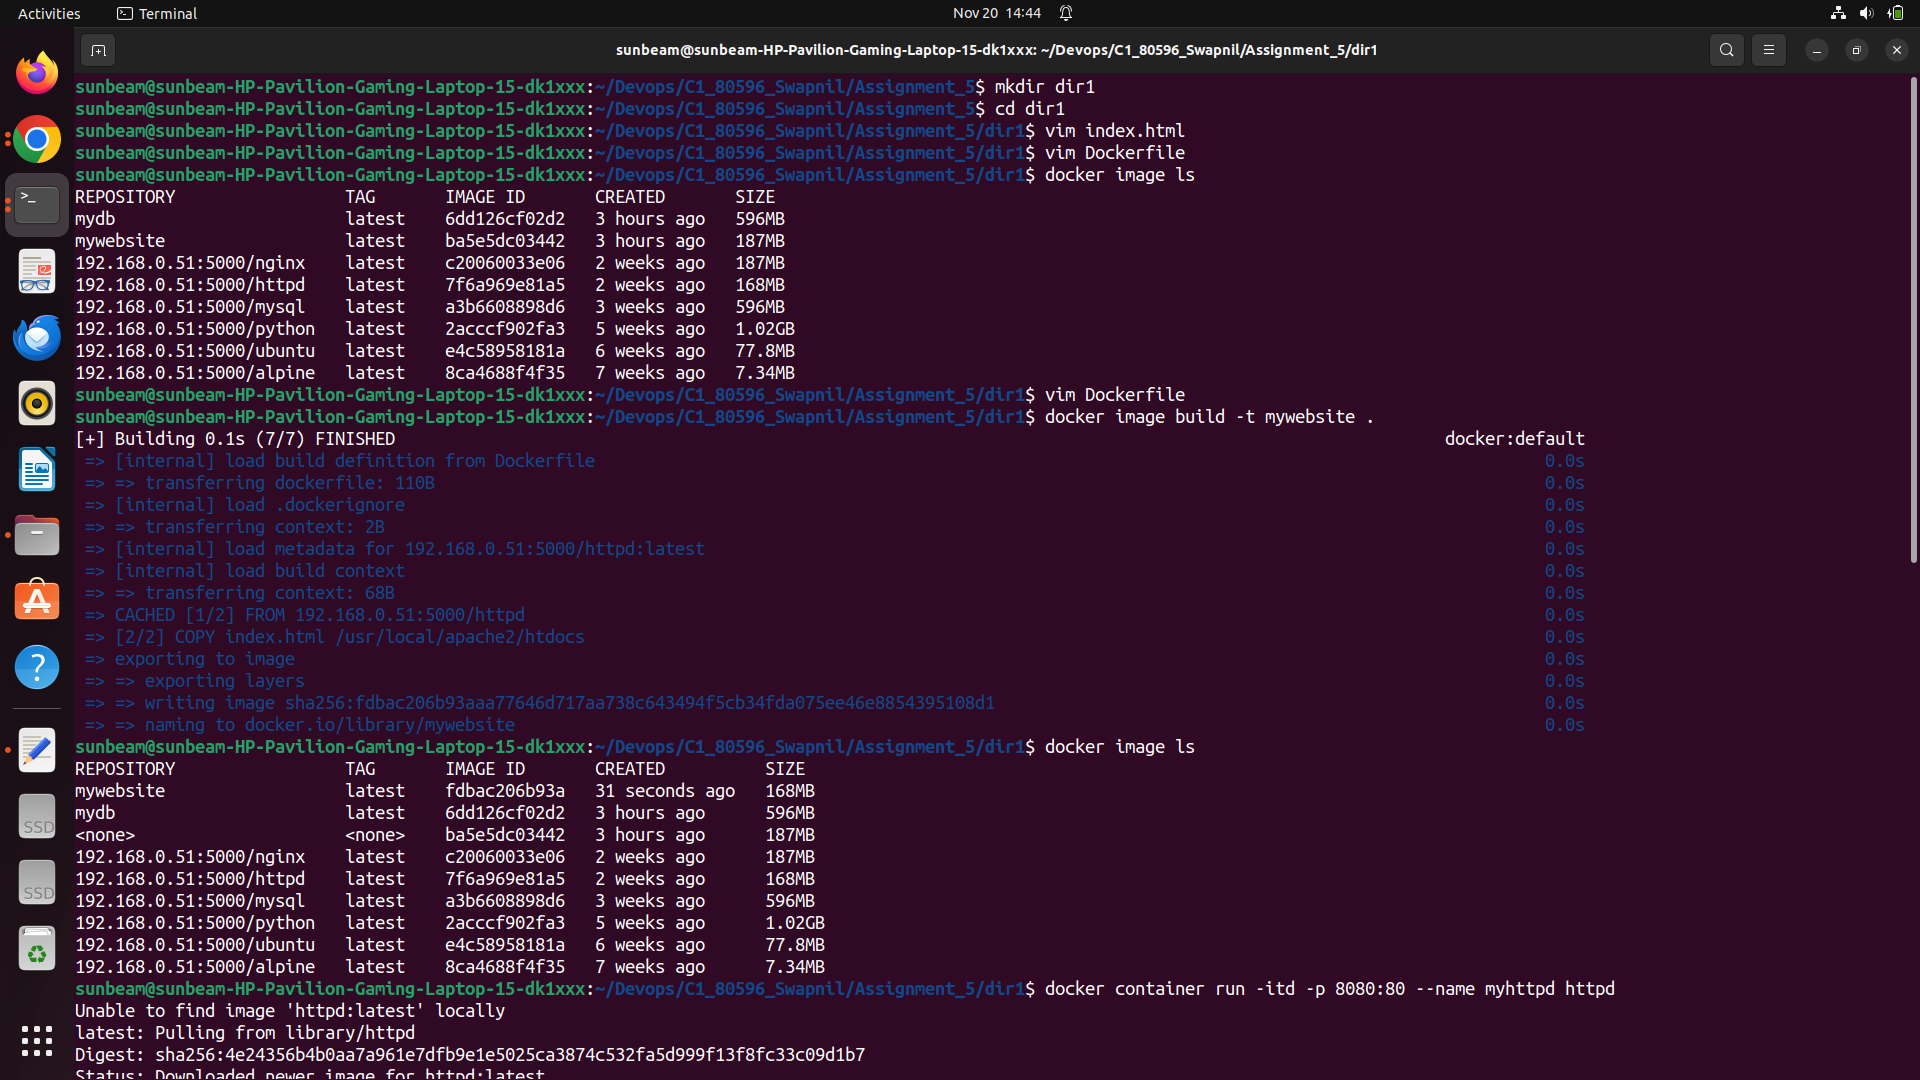 Activities
Terminal
Nov 20 14:44
sunbeam@sunbeam-HP-Pavilion-Gaming-Laptop-15-dk1xxx: ~/Devops/C1_80596_Swapnil/Assignment_5/dir1
sunbeam@sunbeam-HP-Pavilion-Gaming-Laptop-15-dk1xxx:~/Devops/C1_80596_Swapnil/Assignment_5$ mkdir dir1
sunbeam@sunbeam-HP-Pavilion-Gaming-Laptop-15-dk1xxx:~/Devops/C1_80596_Swapnil/Assignment_5$ cd dir1
sunbeam@sunbeam-HP-Pavilion-Gaming-Laptop-15-dk1xxx:~/Devops/C1_80596_Swapnil/Assignment_5/dir1$ vim index.html
sunbeam@sunbeam-HP-Pavilion-Gaming-Laptop-15-dk1xxx:~/Devops/C1_80596_Swapnil/Assignment_5/dir1$ vim Dockerfile
sunbeam@sunbeam-HP-Pavilion-Gaming-Laptop-15-dk1xxx:~/Devops/C1_80596_Swapnil/Assignment_5/dir1$ docker image ls
REPOSITORY TAG IMAGE ID CREATED SIZE
mydb latest 6dd126cf02d2 3 hours ago 596MB
mywebsite latest ba5e5dc03442 3 hours ago 187MB
192.168.0.51:5000/nginx latest c20060033e06 2 weeks ago 187MB
192.168.0.51:5000/httpd latest 7f6a969e81a5 2 weeks ago 168MB
192.168.0.51:5000/mysql latest a3b6608898d6 3 weeks ago 596MB
192.168.0.51:5000/python latest 2acccf902fa3 5 weeks ago 1.02GB
192.168.0.51:5000/ubuntu latest e4c58958181a 6 weeks ago 77.8MB
192.168.0.51:5000/alpine latest 8ca4688f4f35 7 weeks ago 7.34MB
sunbeam@sunbeam-HP-Pavilion-Gaming-Laptop-15-dk1xxx:~/Devops/C1_80596_Swapnil/Assignment_5/dir1$ vim Dockerfile
sunbeam@sunbeam-HP-Pavilion-Gaming-Laptop-15-dk1xxx:~/Devops/C1_80596_Swapnil/Assignment_5/dir1$ docker image build -t mywebsite .
[+] Building 0.1s (7/7) FINISHED docker:default
=> [internal] load build definition from Dockerfile 0.0s
=> => transferring dockerfile: 110B 0.0s
=> [internal] load .dockerignore 0.0s
=> => transferring context: 2B 0.0s
=> [internal] load metadata for 192.168.0.51:5000/httpd:latest 0.0s
=> [internal] load build context 0.0s
=> => transferring context: 68B 0.0s
=> CACHED [1/2] FROM 192.168.0.51:5000/httpd 0.0s
=> [2/2] COPY index.html /usr/local/apache2/htdocs 0.0s
=> exporting to image 0.0s
=> => exporting layers 0.0s
=> => writing image sha256:fdbac206b93aaa77646d717aa738c643494f5cb34fda075ee46e8854395108d1 0.0s
=> => naming to docker.io/library/mywebsite 0.0s
sunbeam@sunbeam-HP-Pavilion-Gaming-Laptop-15-dk1xxx:~/Devops/C1_80596_Swapnil/Assignment_5/dir1$ docker image ls
REPOSITORY TAG IMAGE ID CREATED SIZE
mywebsite latest fdbac206b93a 31 seconds ago 168MB
mydb latest 6dd126cf02d2 3 hours ago 596MB
<none> <none> ba5e5dc03442 3 hours ago 187MB
192.168.0.51:5000/nginx latest c20060033e06 2 weeks ago 187MB
192.168.0.51:5000/httpd latest 7f6a969e81a5 2 weeks ago 168MB
192.168.0.51:5000/mysql latest a3b6608898d6 3 weeks ago 596MB
192.168.0.51:5000/python latest 2acccf902fa3 5 weeks ago 1.02GB
192.168.0.51:5000/ubuntu latest e4c58958181a 6 weeks ago 77.8MB
192.168.0.51:5000/alpine latest 8ca4688f4f35 7 weeks ago 7.34MB
sunbeam@sunbeam-HP-Pavilion-Gaming-Laptop-15-dk1xxx:~/Devops/C1_80596_Swapnil/Assignment_5/dir1$ docker container run -itd -p 8080:80 --name myhttpd httpd
Unable to find image 'httpd:latest' locally
latest: Pulling from library/httpd
Digest: sha256:4e24356b4b0aa7a961e7dfb9e1e5025ca3874c532fa5d999f13f8fc33c09d1b7
Status: Downloaded newer image for httpd:latest
SSD
SSD